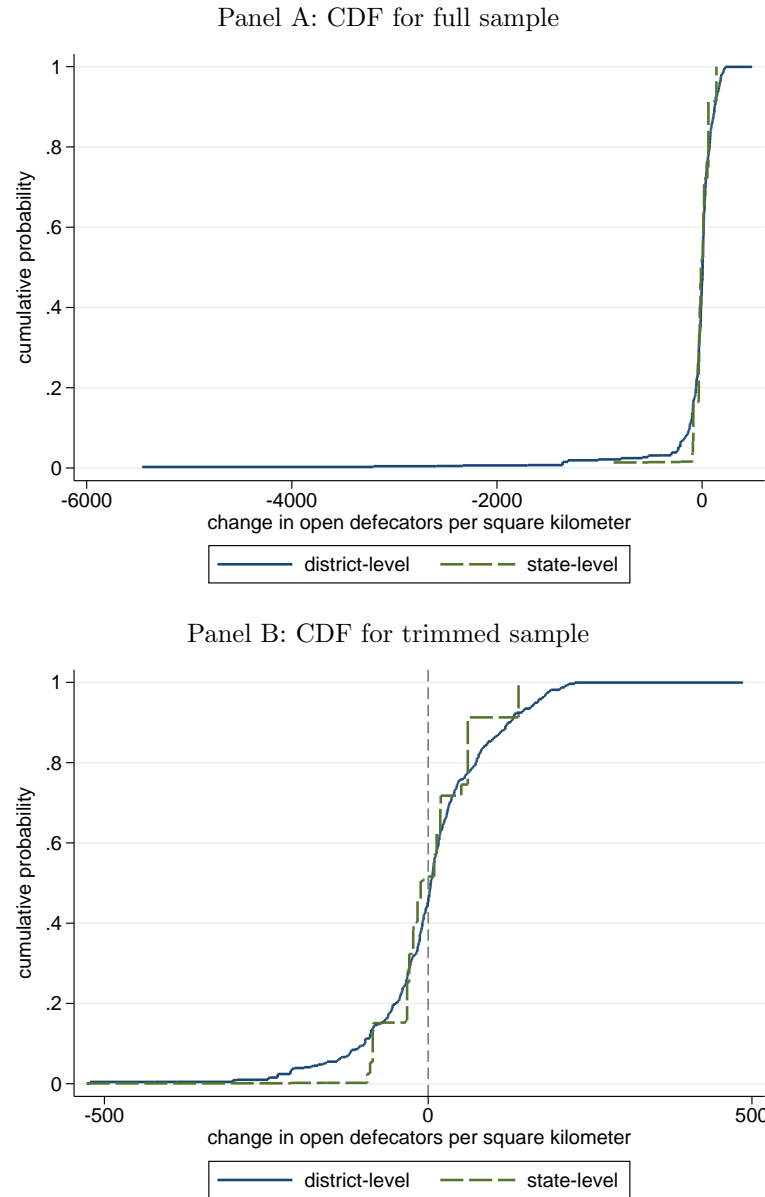 Panel A: CDF for full sample
1
.8
.6
.4
.2
0
cumulative probability
-6000 -4000 -2000 0
change in open defecators per square kilometer
district-level state-level
Panel B: CDF for trimmed sample
1
.8
.6
.4
.2
0
cumulative probability
-500 0 500
change in open defecators per square kilometer
district-level state-level